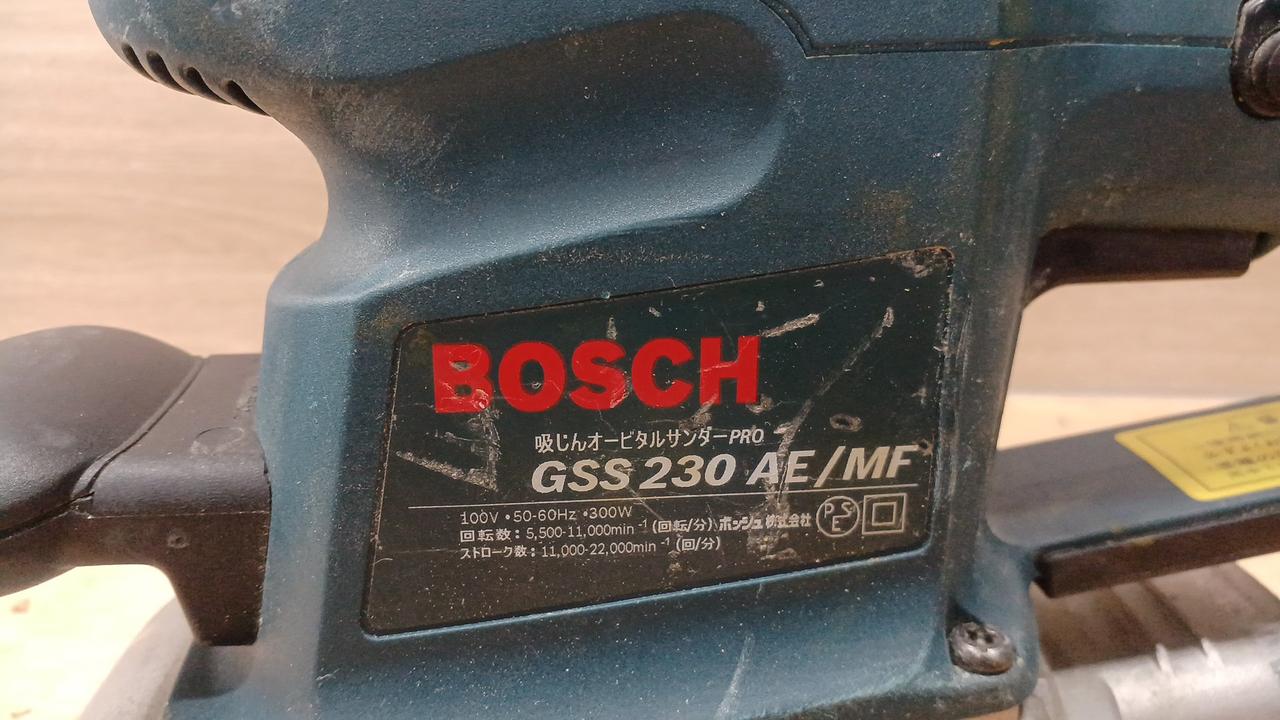 BOSCH
吸じんオービタルサンダーPRO
GSS 230 AE/MF
100V・50-60Hz・300W
回転数：5,500-11,000min⁻¹(回転/分) ボッシュ株式会社 PSE
ストローク数：11,000-22,000min⁻¹(回/分)